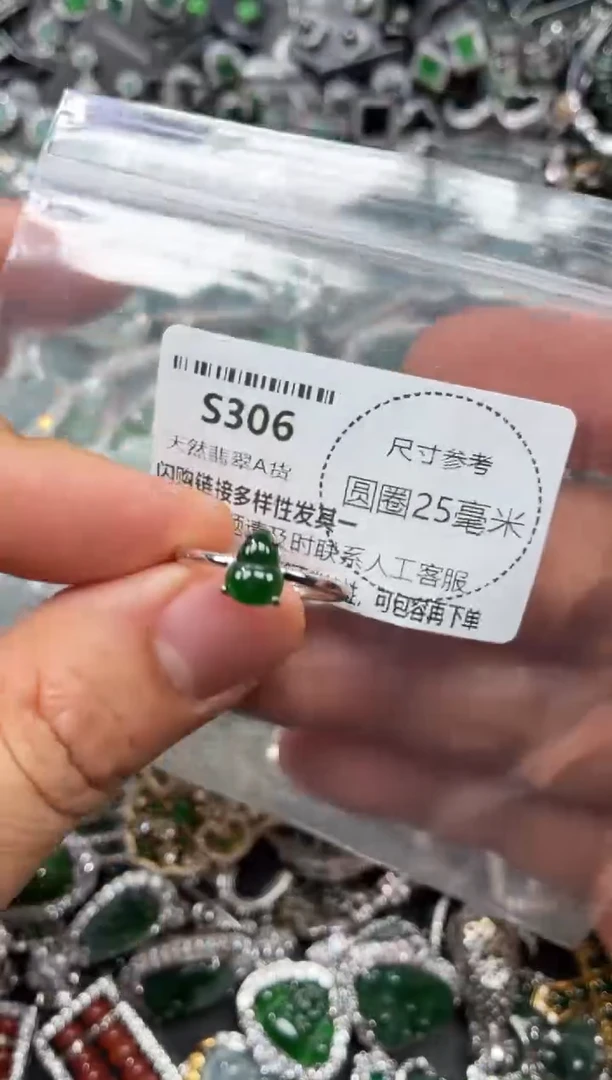 S306
天然翡翠A货
闪购链接多样性发其一
及时联系人工客服
可包容再下单
尺寸参考
圆圈25毫米